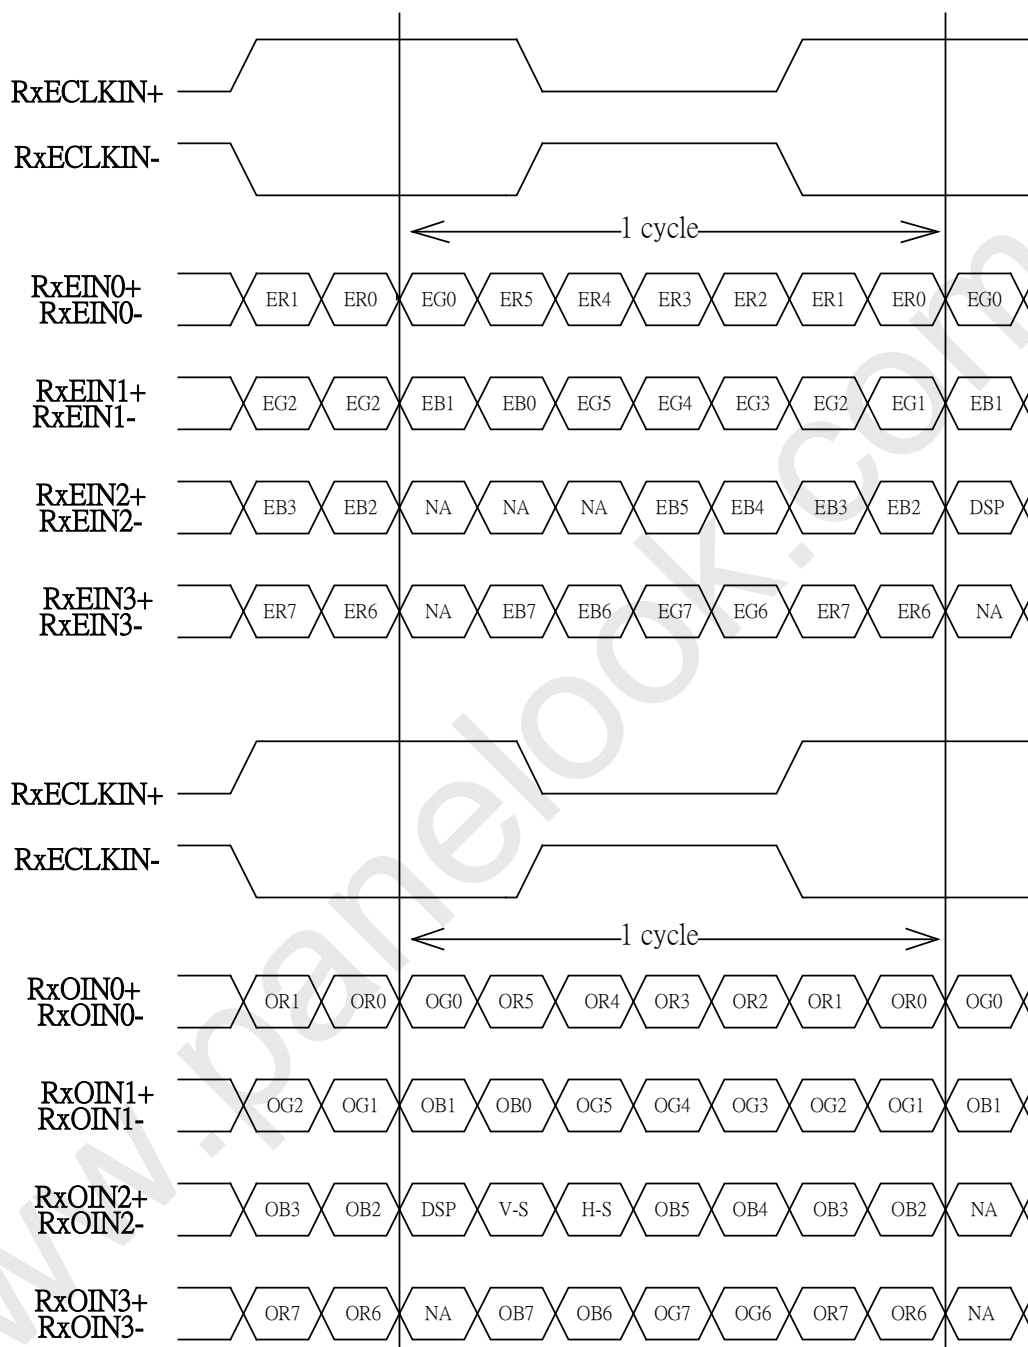 RxECLKIN+
RxECLKIN-
1 cycle
RxEIN0+
RxEIN0-
ER1 ER0 EG0 ER5 ER4 ER3 ER2 ER1 ER0 EG0
RxEIN1+
RxEIN1-
EG2 EG2 EB1 EB0 EG5 EG4 EG3 EG2 EG1 EB1
RxEIN2+
RxEIN2-
EB3 EB2 NA NA NA EB5 EB4 EB3 EB2 DSP
RxEIN3+
RxEIN3-
ER7 ER6 NA EB7 EB6 EG7 EG6 ER7 ER6 NA
RxECLKIN+
RxECLKIN-
1 cycle
RxOIN0+
RxOIN0-
OR1 OR0 OG0 OR5 OR4 OR3 OR2 OR1 OR0 OG0
RxOIN1+
RxOIN1-
OG2 OG1 OB1 OB0 OG5 OG4 OG3 OG2 OG1 OB1
RxOIN2+
RxOIN2-
OB3 OB2 DSP V-S H-S OB5 OB4 OB3 OB2 NA
RxOIN3+
RxOIN3-
OR7 OR6 NA OB7 OB6 OG7 OG6 OR7 OR6 NA
www.panelook.com